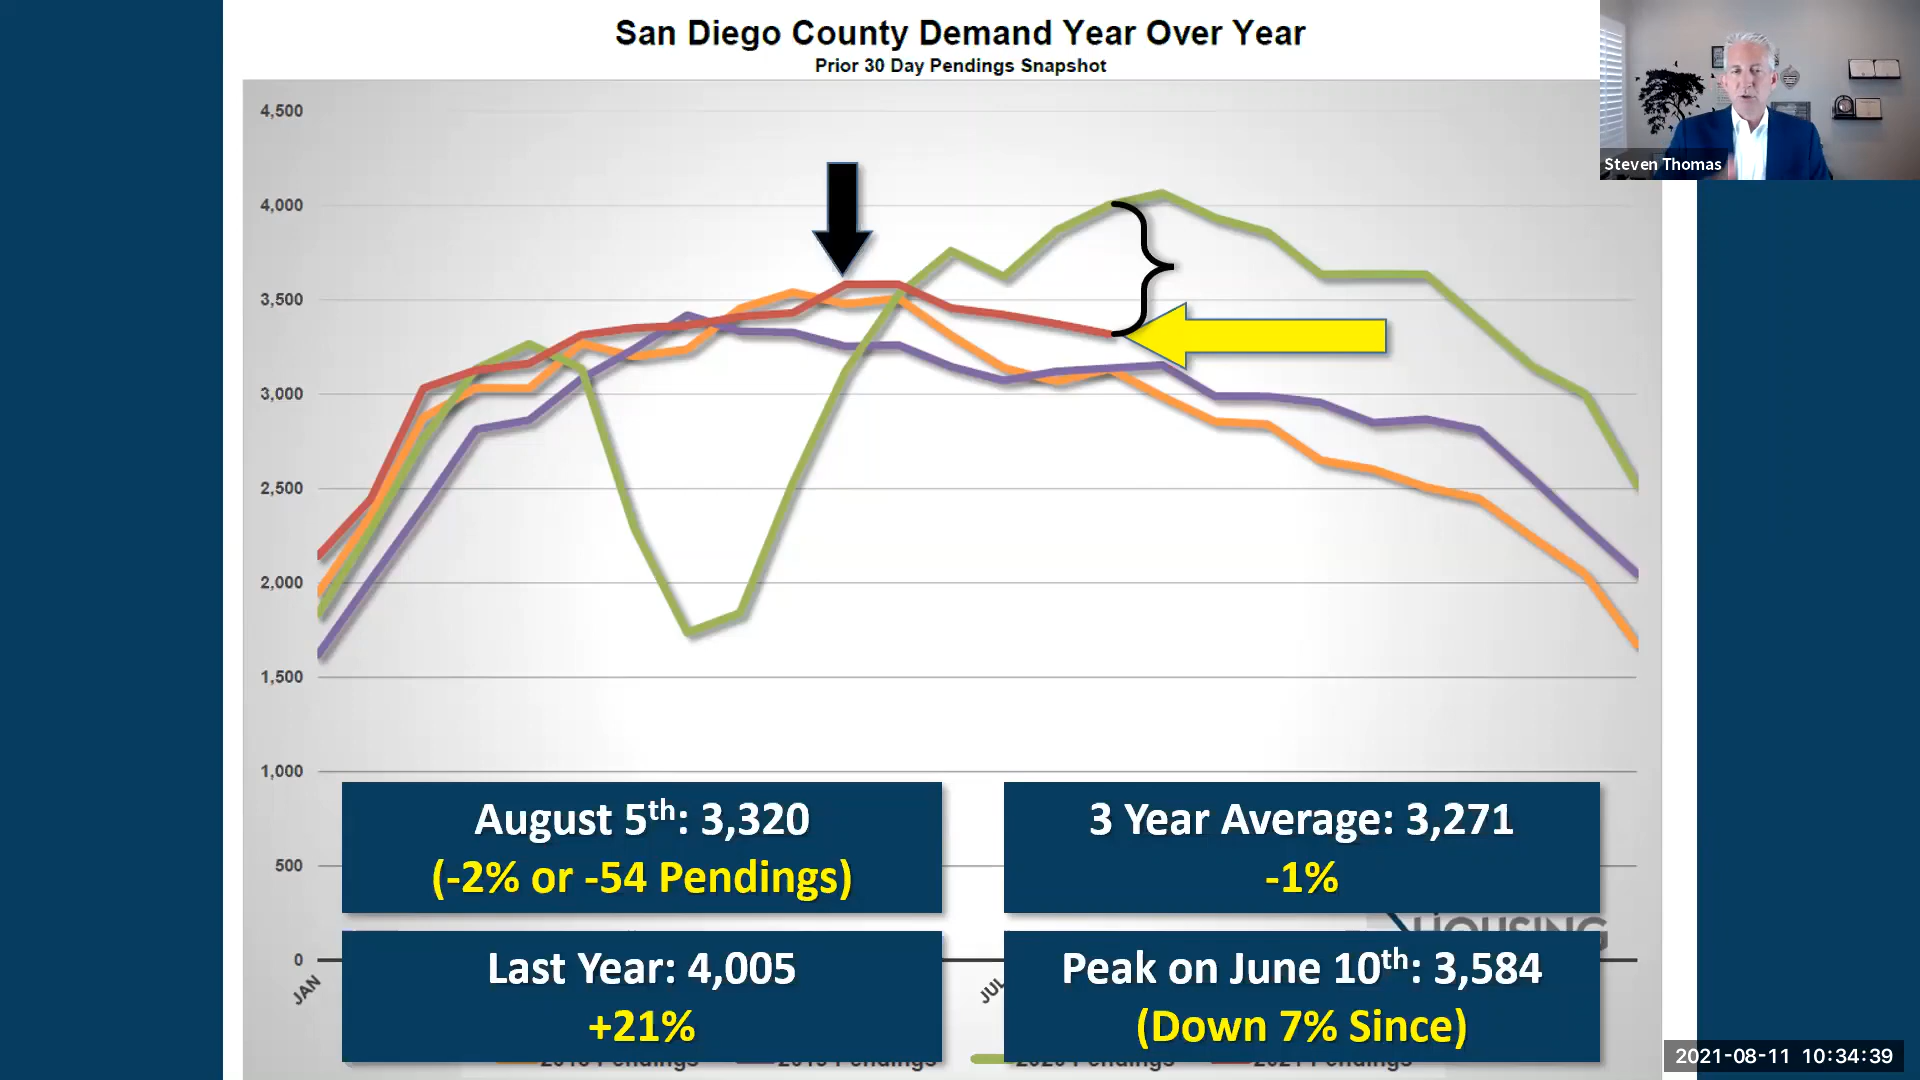 San Diego County Demand Year Over Year
Prior 30 Day Pendings Snapshot
Steven Thomas
4,500
4,000
3,500
3,000
2,500
2,000
1,500
1,000
500
0
August 5th: 3,320
(-2% or -54 Pendings)
3 Year Average: 3,271
-1%
HOUSING
Last Year: 4,005
+21%
Peak on June 10th: 3,584
(Down 7% Since)
JAN
JUL
2021-08-11 10:34:39